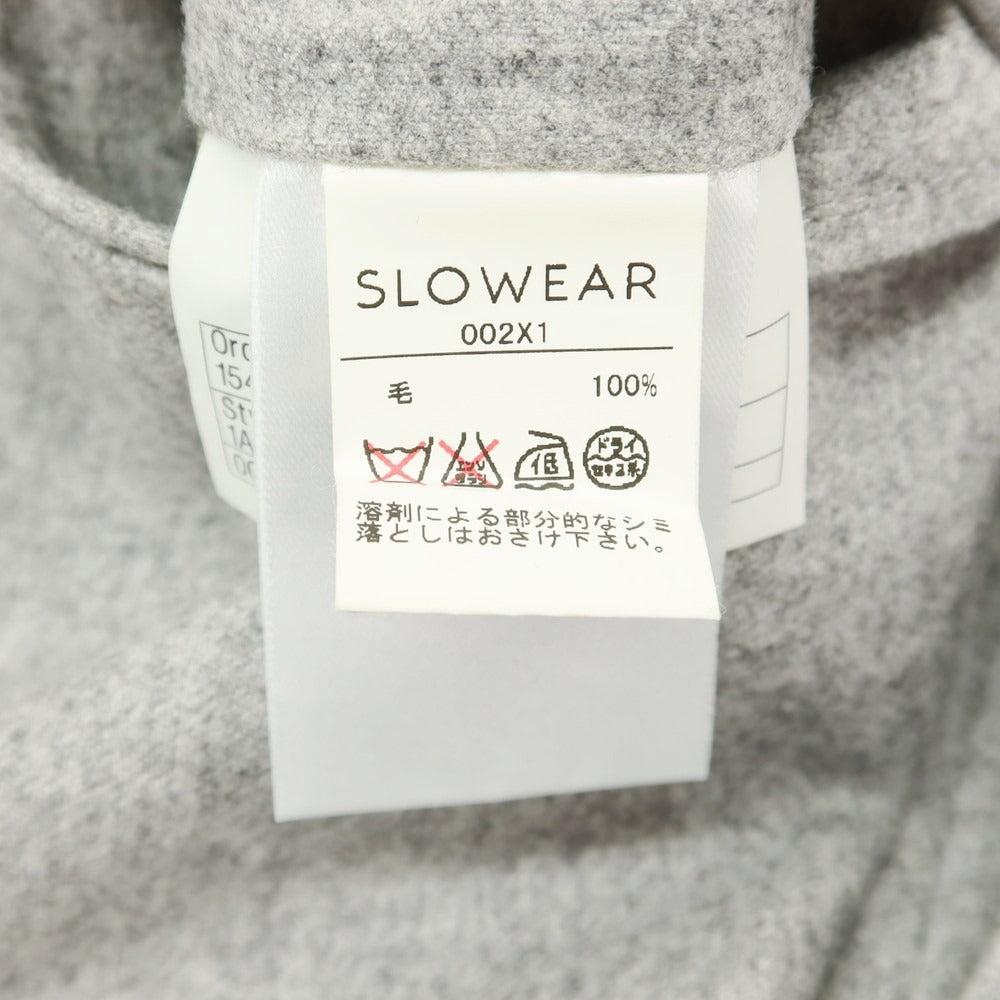 SLOWEAR
002X1
毛 100%
エンソ
サラシ
低
ドライ
セキユ系
溶剤による部分的なシミ
落としはおさけ下さい。
154
1A